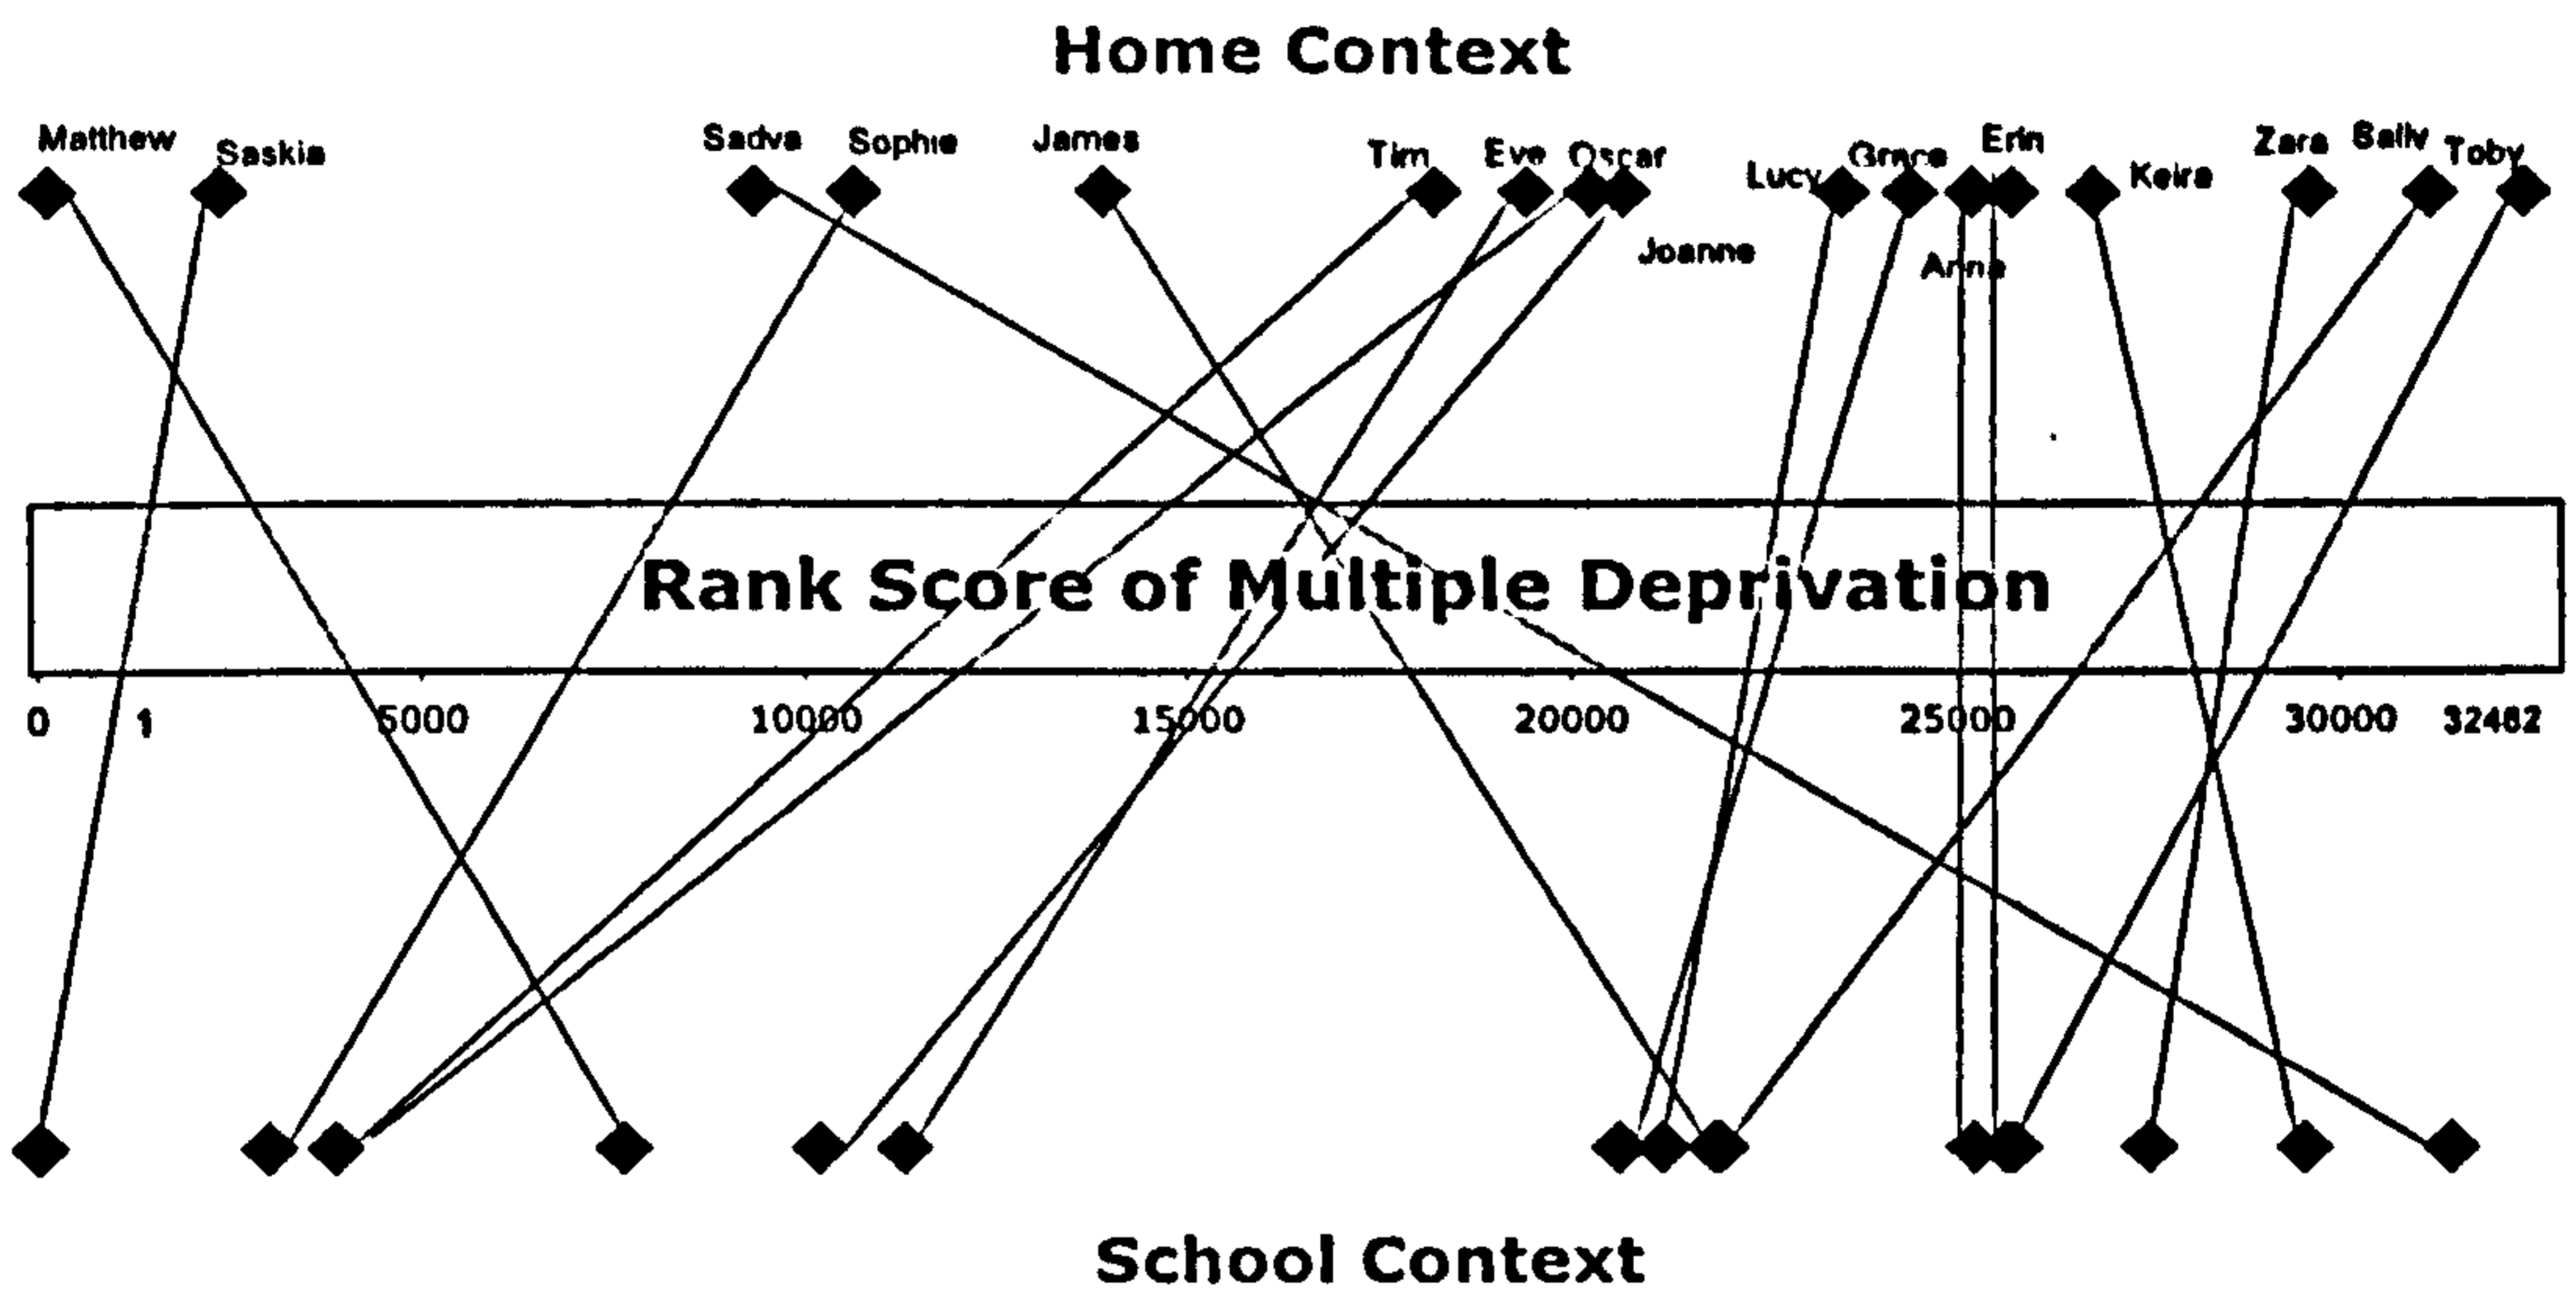 Home Context
Matthew
Saskia
Sadva
Sophie
James
Tim
Eve
Oscar
Joanne
Lucy
Grace
Anna
Erin
Keira
Zara
Sally
Toby
Rank Score of Multiple Deprivation
0 1 5000 10000 15000 20000 25000 30000 32482
School Context